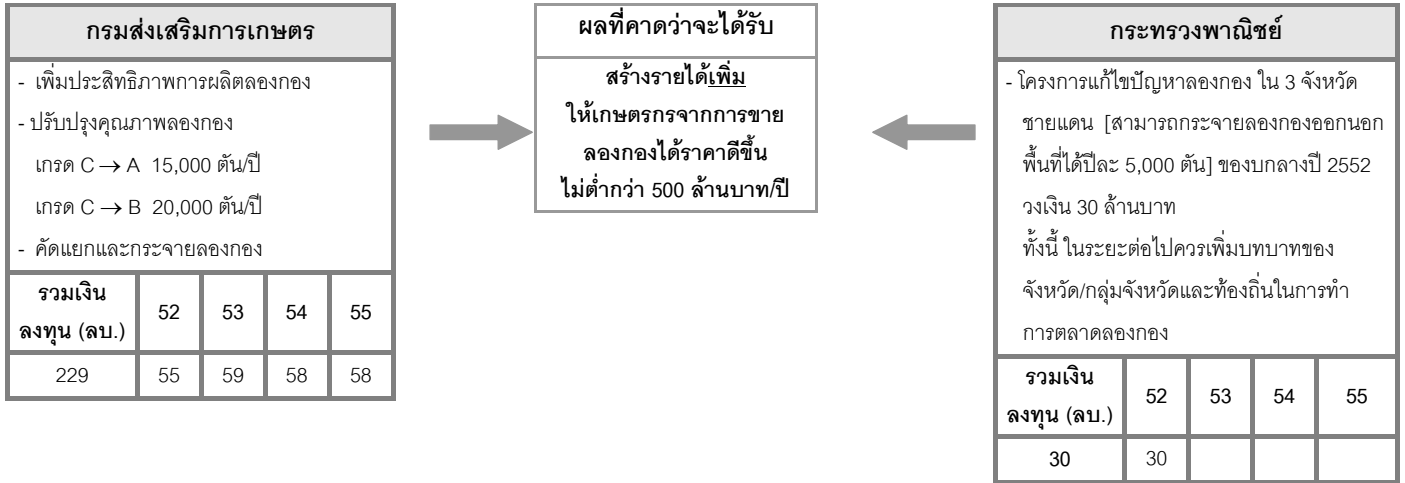 กรมส่งเสริมการเกษตร
- เพิ่มประสิทธิภาพการผลิตลองกอง
- ปรับปรุงคุณภาพลองกอง
เกรด C → A 15,000 ตัน/ปี
เกรด C → B 20,000 ตัน/ปี
- คัดแยกและกระจายลองกอง
รวมเงิน
ลงทุน (ลบ.) 52 53 54 55
229 55 59 58 58
ผลที่คาดว่าจะได้รับ
สร้างรายได้เพิ่ม
ให้เกษตรกรจากการขาย
ลองกองได้ราคาดีขึ้น
ไม่ต่ำกว่า 500 ล้านบาท/ปี
กระทรวงพาณิชย์
- โครงการแก้ไขปัญหาลองกอง ใน 3 จังหวัด
ชายแดน [สามารถกระจายลองกองออกนอก
พื้นที่ได้ปีละ 5,000 ตัน] ของบกลางปี 2552
วงเงิน 30 ล้านบาท
ทั้งนี้ ในระยะต่อไปควรเพิ่มบทบาทของ
จังหวัด/กลุ่มจังหวัดและท้องถิ่นในการทำ
การตลาดลองกอง
รวมเงิน
ลงทุน (ลบ.) 52 53 54 55
30 30